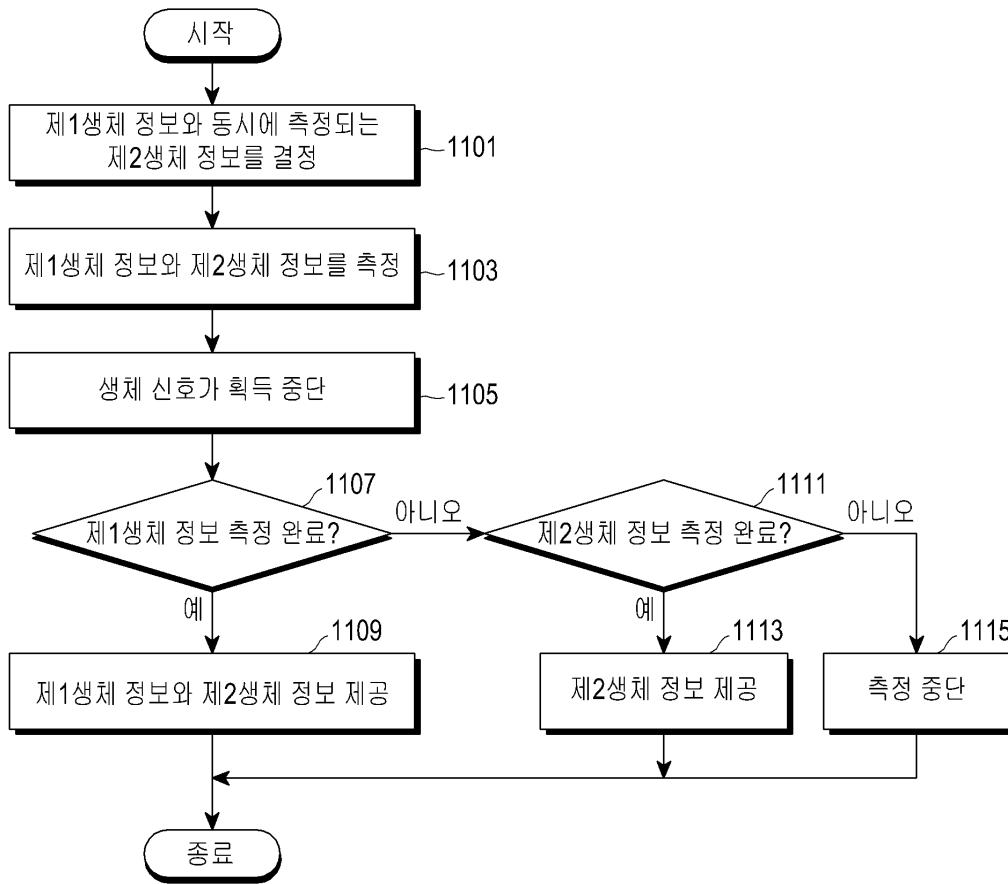 시작
제1생체 정보와 동시에 측정되는
제2생체 정보를 결정
1101
제1생체 정보와 제2생체 정보를 측정
1103
생체 신호가 획득 중단
1105
1107
제1생체 정보 측정 완료?
아니오
1111
제2생체 정보 측정 완료?
아니오
예
예
1109
제1생체 정보와 제2생체 정보 제공
1113
제2생체 정보 제공
1115
측정 중단
종료